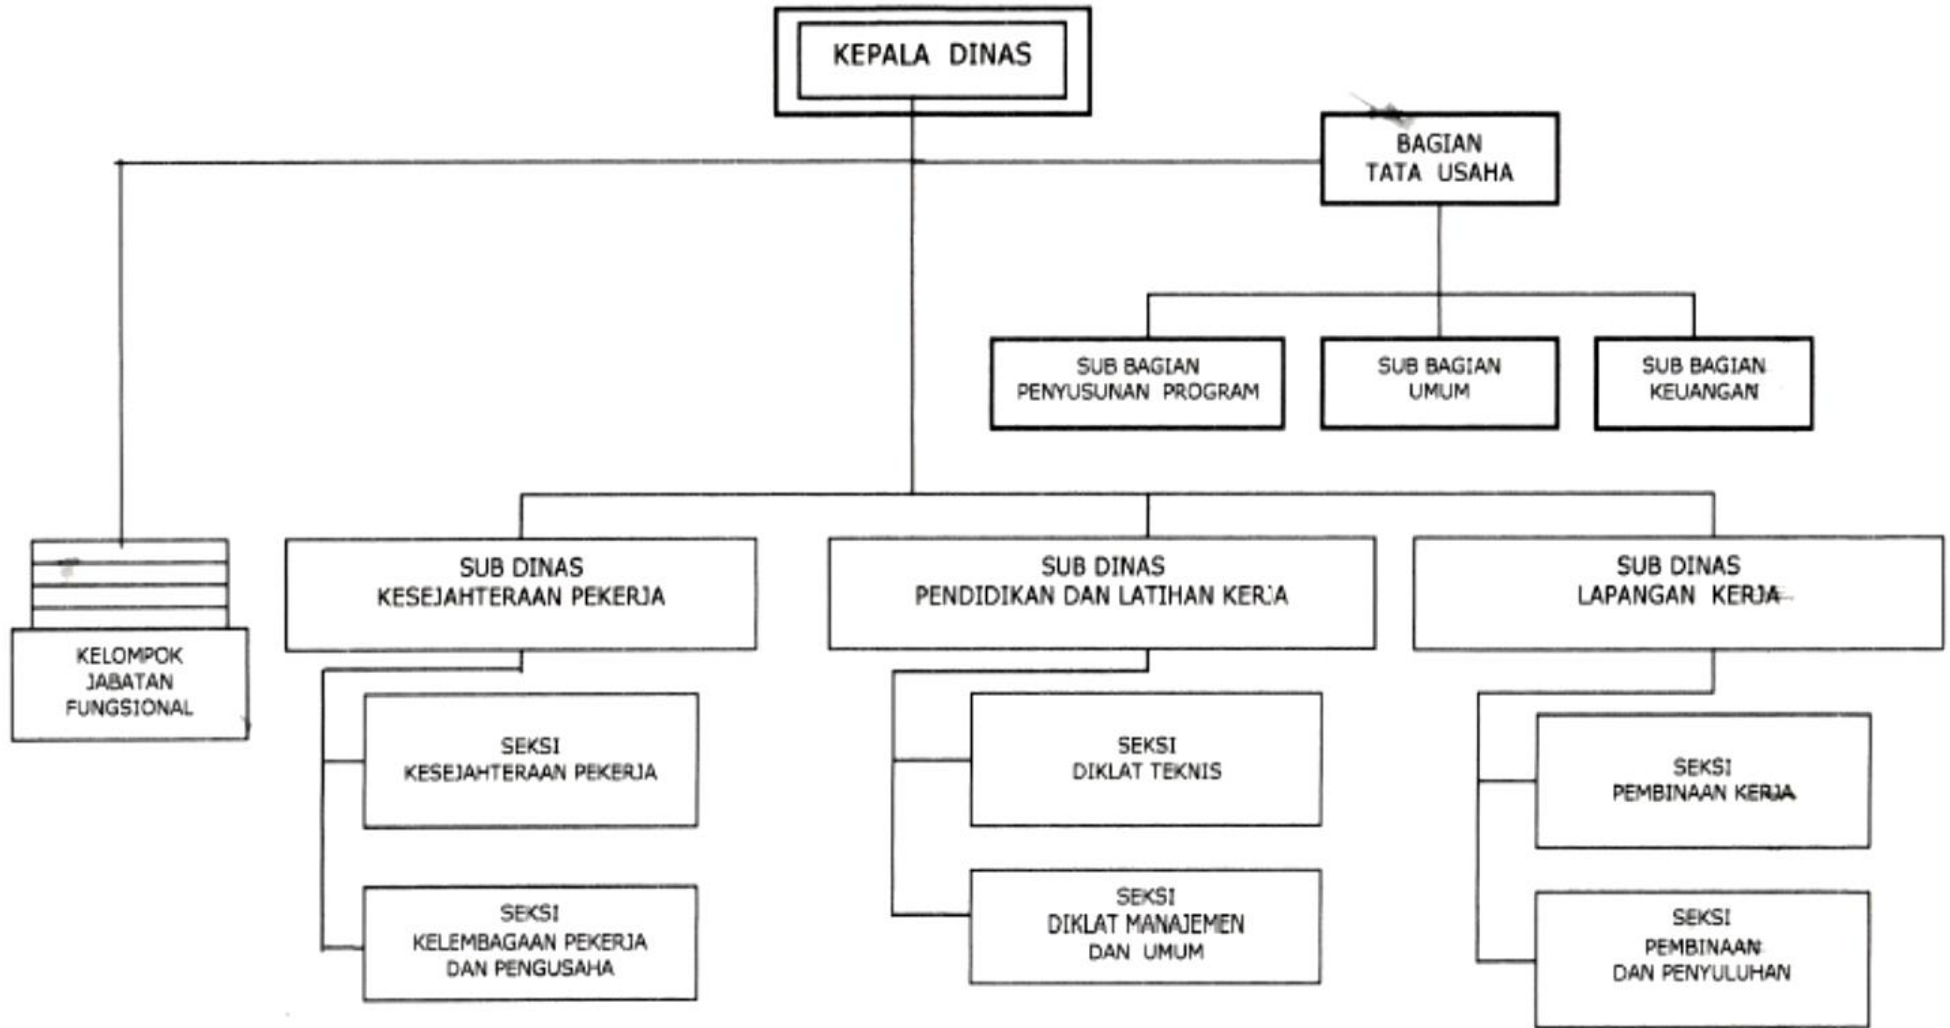 KEPALA DINAS
BAGIAN
TATA USAHA
SUB BAGIAN
PENYUSUNAN PROGRAM
SUB BAGIAN
UMUM
SUB BAGIAN
KEUANGAN
KELOMPOK
JABATAN
FUNGSIONAL
SUB DINAS
KESEJAHTERAAN PEKERJA
SUB DINAS
PENDIDIKAN DAN LATIHAN KERJA
SUB DINAS
LAPANGAN KERJA
SEKSI
KESEJAHTERAAN PEKERJA
SEKSI
KELEMBAGAAN PEKERJA
DAN PENGUSAHA
SEKSI
DIKLAT TEKNIS
SEKSI
DIKLAT MANAJEMEN
DAN UMUM
SEKSI
PEMBINAAN KERJA
SEKSI
PEMBINAAN
DAN PENYULUHAN